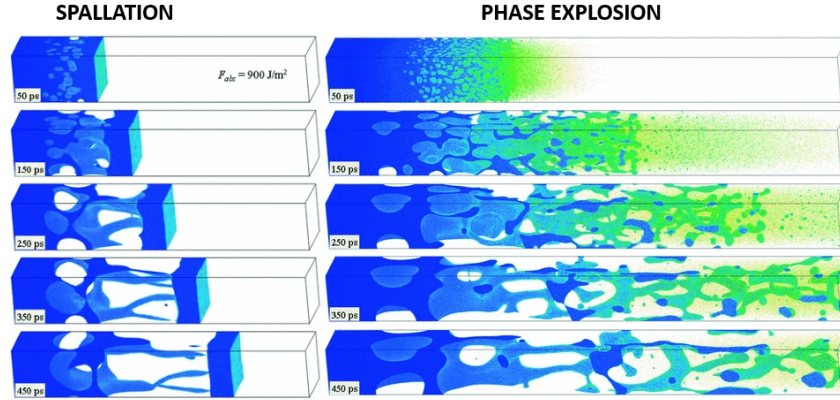 SPALLATION
PHASE EXPLOSION
F_abs = 900 J/m²
50 ps
50 ps
150 ps
150 ps
250 ps
250 ps
350 ps
350 ps
450 ps
450 ps